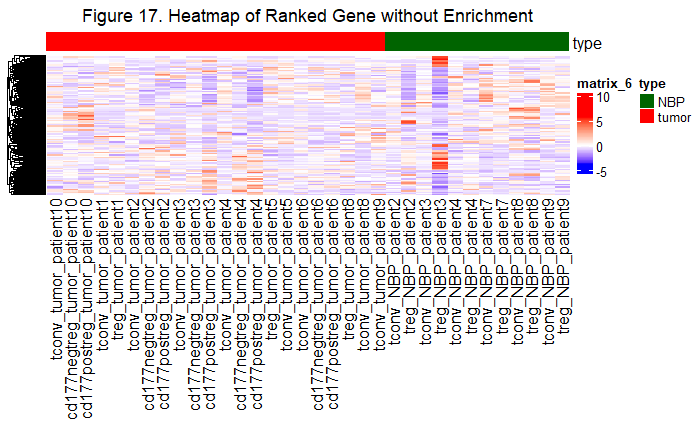 Figure 17. Heatmap of Ranked Gene without Enrichment
type
matrix_6
10
5
0
-5
type
NBP
tumor
tconv_tumor_patient10
cd177negtreg_tumor_patient10
cd177postreg_tumor_patient10
tconv_tumor_patient1
treg_tumor_patient1
tconv_tumor_patient2
cd177negtreg_tumor_patient2
cd177postreg_tumor_patient2
tconv_tumor_patient3
cd177negtreg_tumor_patient3
cd177postreg_tumor_patient3
tconv_tumor_patient4
cd177negtreg_tumor_patient4
cd177postreg_tumor_patient4
treg_tumor_patient5
tconv_tumor_patient5
tconv_tumor_patient6
cd177negtreg_tumor_patient6
cd177postreg_tumor_patient6
treg_tumor_patient8
tconv_tumor_patient8
tconv_tumor_patient9
tconv_NBP_patient2
treg_NBP_patient2
tconv_NBP_patient3
treg_NBP_patient3
tconv_NBP_patient4
treg_NBP_patient4
tconv_NBP_patient7
treg_NBP_patient7
tconv_NBP_patient8
treg_NBP_patient8
tconv_NBP_patient9
treg_NBP_patient9